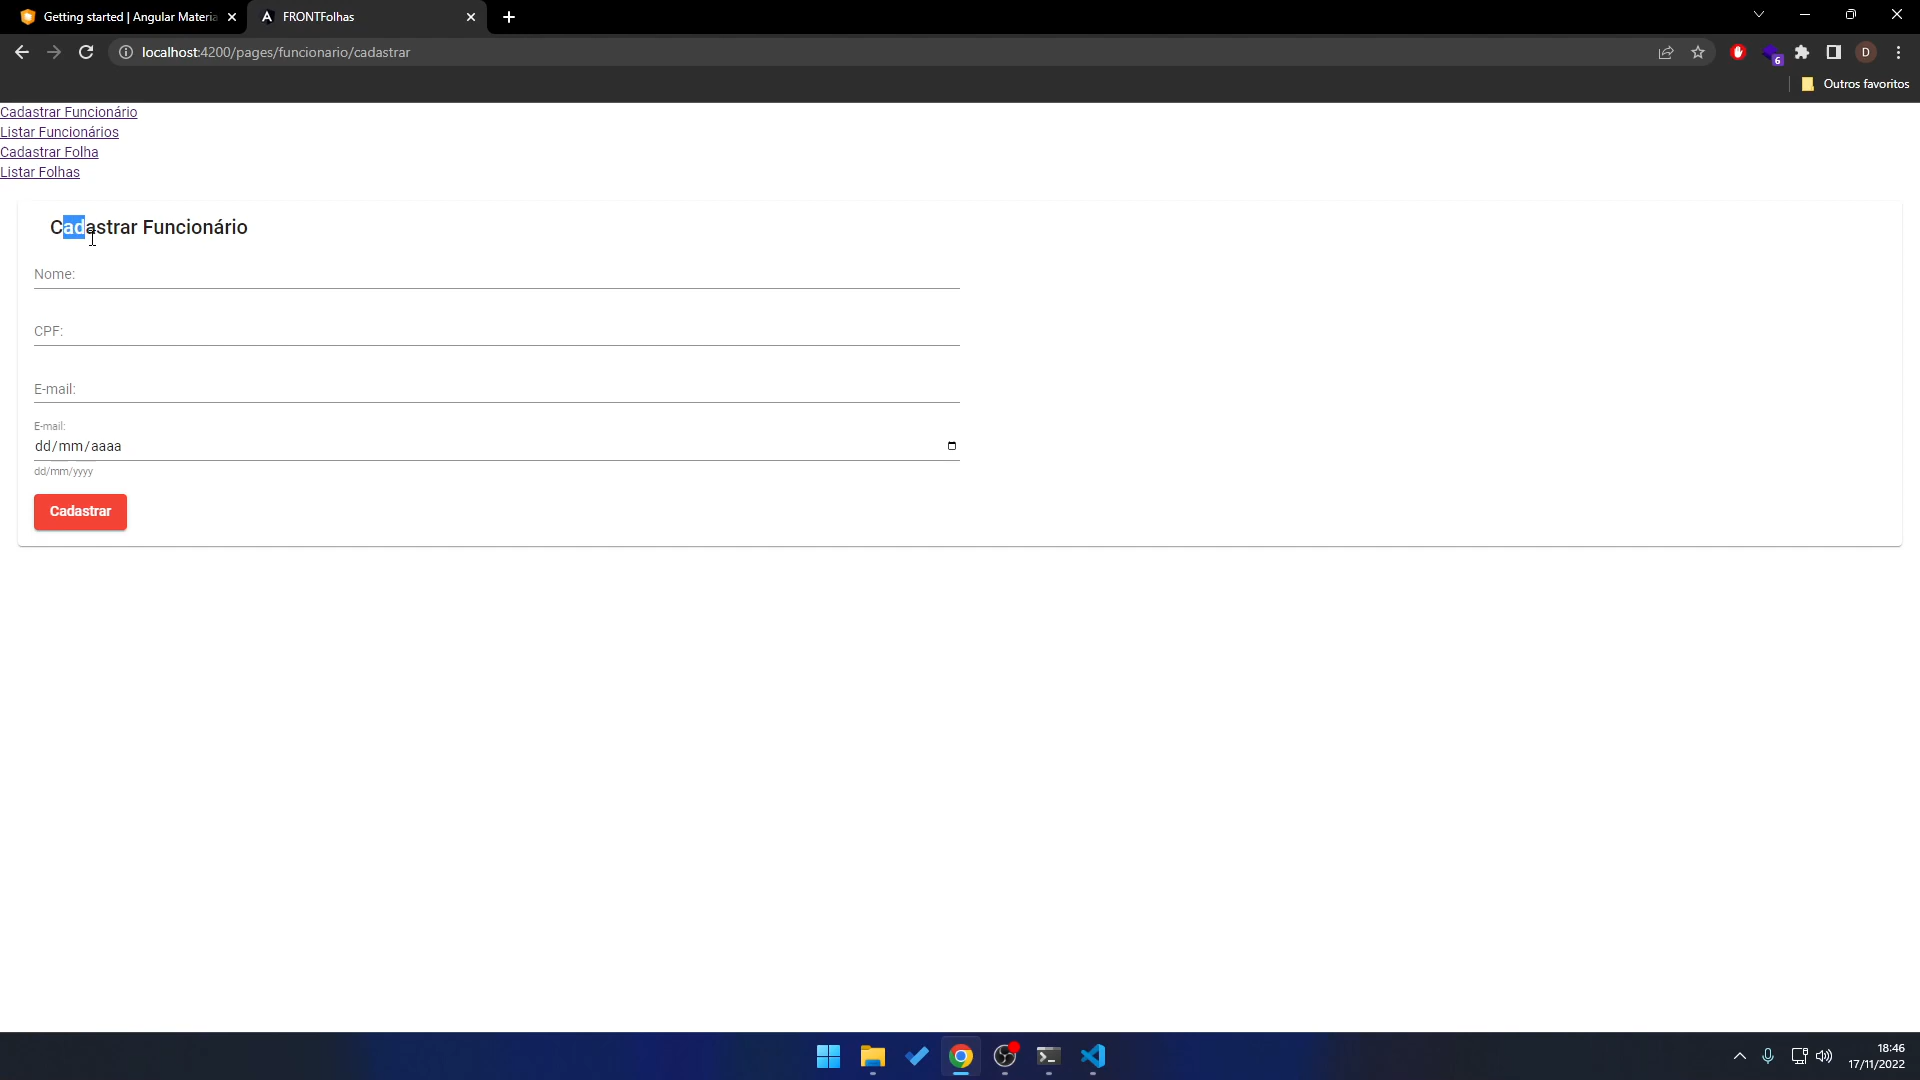 Getting started | Angular Materia
FRONTFolhas
localhost:4200/pages/funcionario/cadastrar
6
D
Outros favoritos
Cadastrar Funcionário
Listar Funcionários
Cadastrar Folha
Listar Folhas
Cadastrar Funcionário
Nome:
CPF:
E-mail:
E-mail:
dd/mm/aaaa
dd/mm/yyyy
Cadastrar
18:46
17/11/2022